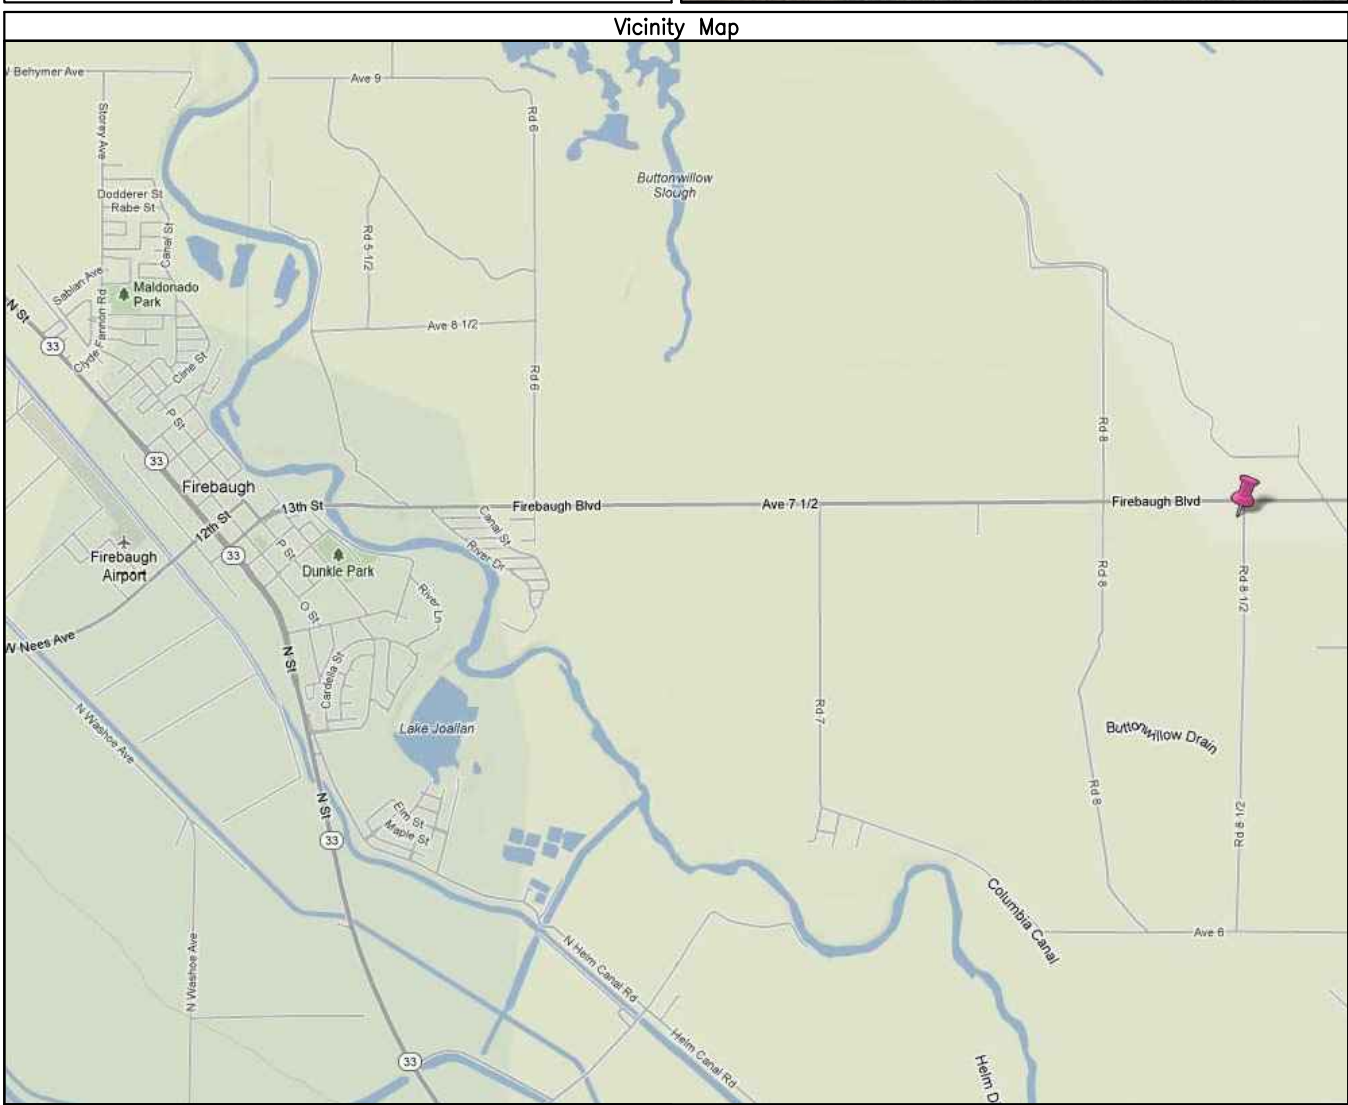 Vicinity Map
W Behymer Ave
Ave 9
Storey Ave
Rd 6
Buttonwillow
Slough
Dodderer St
Rabe St
Canal St
Rd 5-1/2
Sablan Ave
Maldonado
Park
N St
Clyde Fannon Rd
33
Ave 8-1/2
Cline St
Rd 6
P St
Rd 8
33
Firebaugh
13th St
Firebaugh Blvd
Ave 7-1/2
Firebaugh Blvd
12th St
Canal St
33
P St
River Dr
Firebaugh
Airport
Dunkle Park
Rd 8
Rd 8-1/2
O St
River Ln
W Nees Ave
N St
Cardella St
N Washoe Ave
Lake Joallan
Rd 7
Buttonwillow Drain
N St
Rd 8
Elm St
Maple St
Rd 8-1/2
33
Columbia Canal
N Washoe Ave
Ave 6
N Helm Canal Rd
33
Helm Canal Rd
Helm D